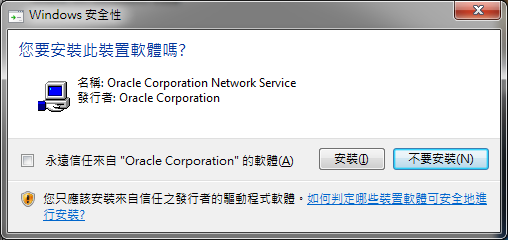 Windows 安全性
您要安裝此裝置軟體嗎?
名稱: Oracle Corporation Network Service
發行者: Oracle Corporation
永遠信任來自 "Oracle Corporation" 的軟體(A)
安裝(I)
不要安裝(N)
您只應該安裝來自信任之發行者的驅動程式軟體。如何判定哪些裝置軟體可安全地進
行安裝?